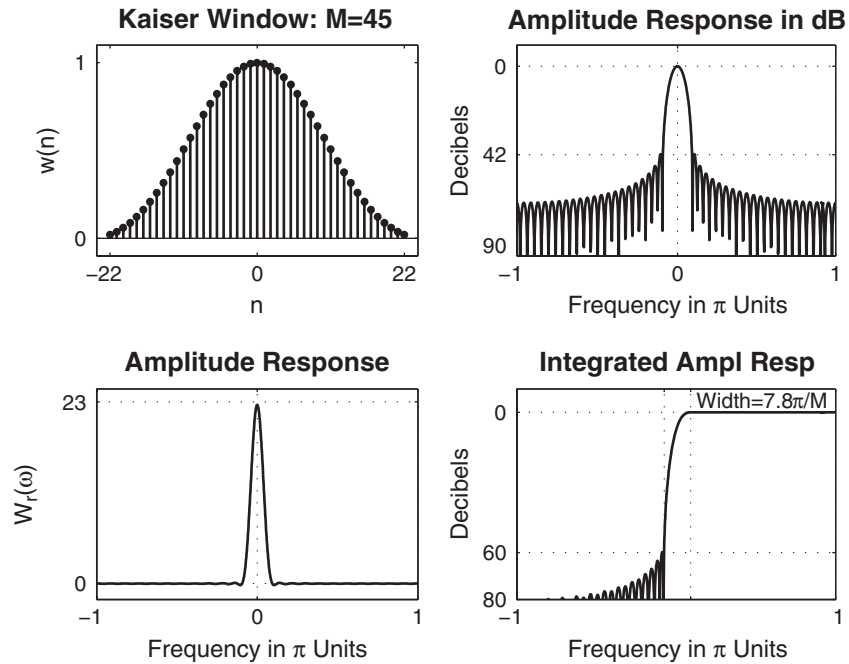 Kaiser Window: M=45
1
w(n)
0
−22
0
22
n
Amplitude Response in dB
0
Decibels
42
90
−1
0
1
Frequency in π Units
Amplitude Response
23
W_r(ω)
0
−1
0
1
Frequency in π Units
Integrated Ampl Resp
Width=7.8π/M
0
Decibels
60
80
−1
0
1
Frequency in π Units